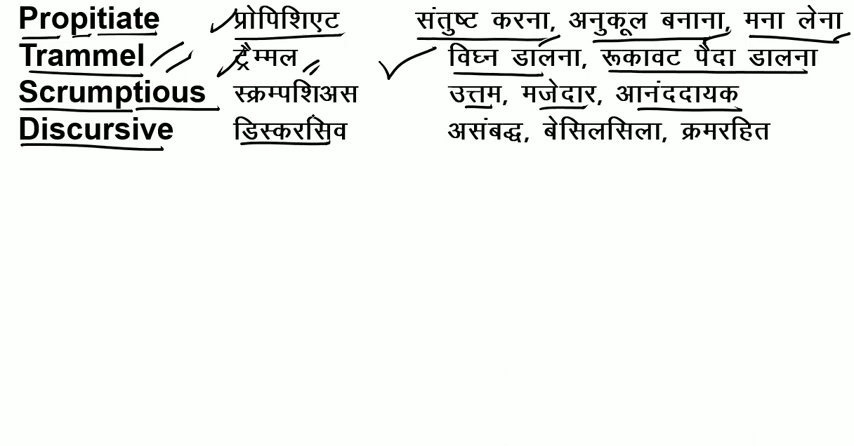 Propitiate प्रोपिशिएट संतुष्ट करना, अनुकूल बनाना, मना लेना
Trammel ट्रैम्मल विघ्न डालना, रूकावट पैदा डालना
Scrumptious स्क्रम्पशिअस उत्तम, मजेदार, आनंददायक
Discursive डिस्करसिव असंबद्ध, बेसिलसिला, क्रमरहित